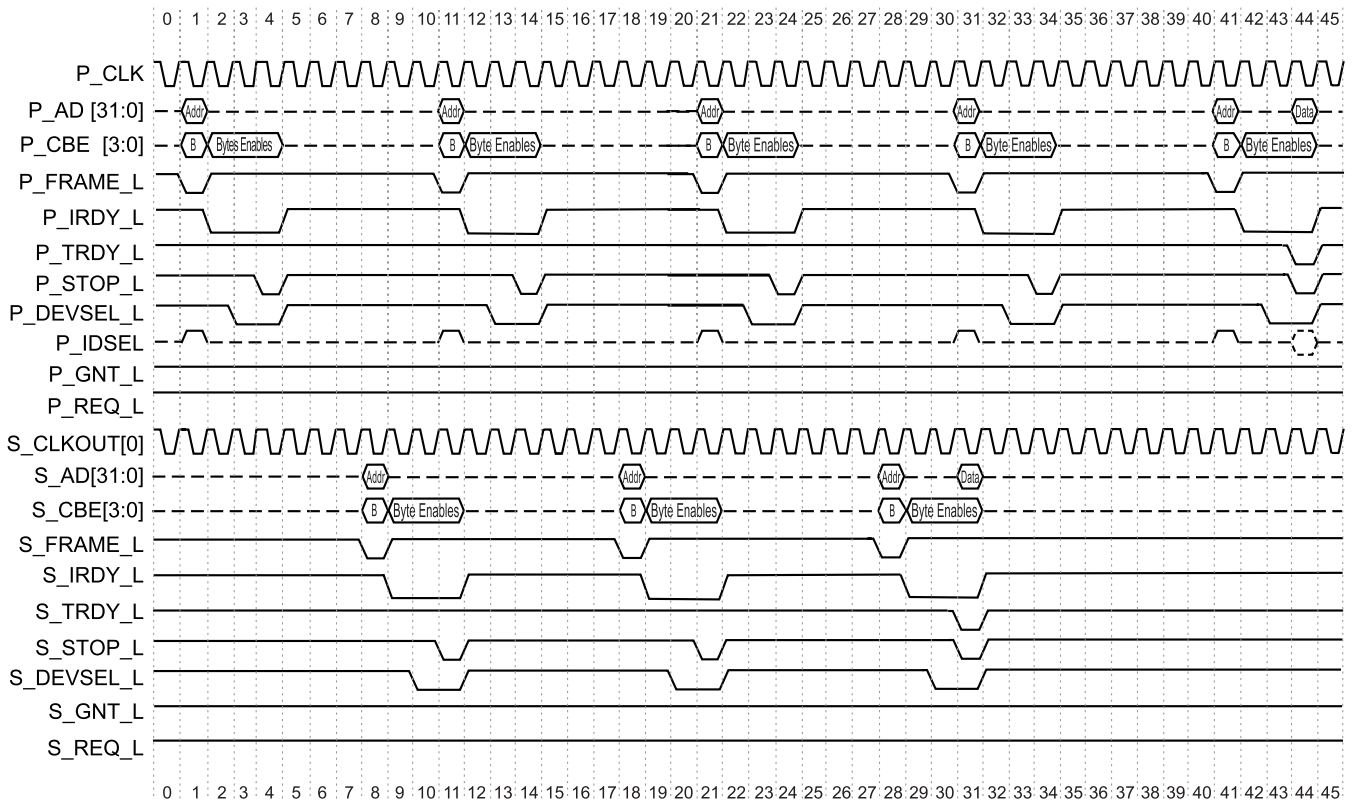 0 1 2 3 4 5 6 7 8 9 10 11 12 13 14 15 16 17 18 19 20 21 22 23 24 25 26 27 28 29 30 31 32 33 34 35 36 37 38 39 40 41 42 43 44 45
P_CLK
P_AD [31:0] Addr Addr Addr Addr Addr Data
P_CBE [3:0] B Bytes Enables B Byte Enables B Byte Enables B Byte Enables B Byte Enables
P_FRAME_L
P_IRDY_L
P_TRDY_L
P_STOP_L
P_DEVSEL_L
P_IDSEL
P_GNT_L
P_REQ_L
S_CLKOUT[0]
S_AD[31:0] Addr Addr Addr Data
S_CBE[3:0] B Byte Enables B Byte Enables B Byte Enables
S_FRAME_L
S_IRDY_L
S_TRDY_L
S_STOP_L
S_DEVSEL_L
S_GNT_L
S_REQ_L
0 1 2 3 4 5 6 7 8 9 10 11 12 13 14 15 16 17 18 19 20 21 22 23 24 25 26 27 28 29 30 31 32 33 34 35 36 37 38 39 40 41 42 43 44 45